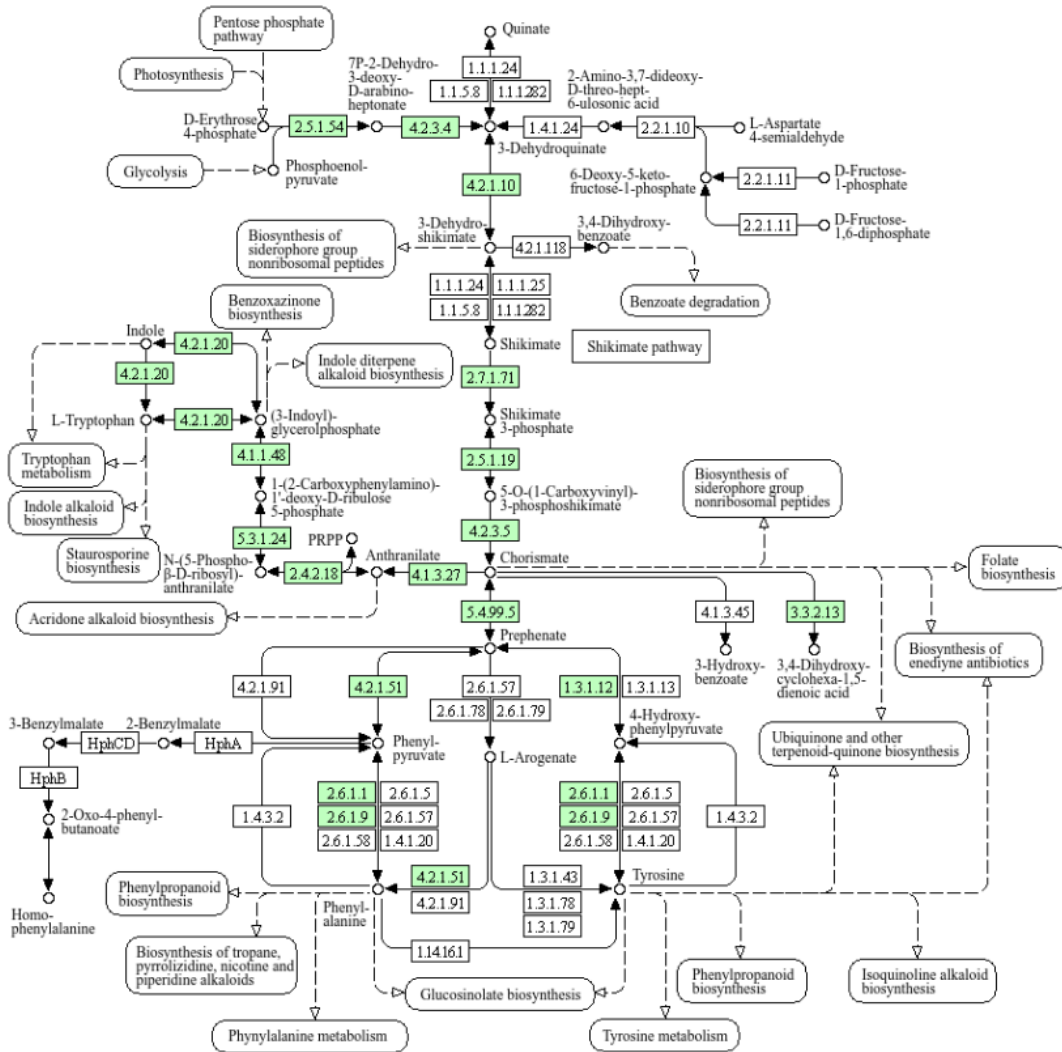 Pentose phosphate
pathway
Photosynthesis
Quinate
1.1.1.24
1.1.5.8
1.1.1.282
7P-2-Dehydro-
3-deoxy-
D-arabino-
heptonate
2-Amino-3,7-dideoxy-
D-threo-hept-
6-ulosonic acid
D-Erythrose
4-phosphate
2.5.1.54
4.2.3.4
1.4.1.24
2.2.1.10
L-Aspartate
4-semialdehyde
3-Dehydroquinate
Glycolysis
Phosphoenol-
pyruvate
4.2.1.10
6-Deoxy-5-keto-
fructose-1-phosphate
2.2.1.11
D-Fructose-
1-phosphate
2.2.1.11
D-Fructose-
1,6-diphosphate
Biosynthesis of
siderophore group
nonribosomal peptides
3-Dehydro-
shikimate
4.2.1.118
3,4-Dihydroxy-
benzoate
Benzoate degradation
1.1.1.24
1.1.1.25
1.1.5.8
1.1.1.282
Benzoxazinone
biosynthesis
Shikimate
Shikimate pathway
Indole
4.2.1.20
4.2.1.20
Indole diterpene
alkaloid biosynthesis
2.7.1.71
L-Tryptophan
4.2.1.20
(3-Indoyl)-
glycerolphosphate
Shikimate
3-phosphate
Tryptophan
metabolism
4.1.1.48
2.5.1.19
Indole alkaloid
biosynthesis
1-(2-Carboxyphenylamino)-
1'-deoxy-D-ribulose
5-phosphate
5-O-(1-Carboxyvinyl)-
3-phosphoshikimate
Biosynthesis of
siderophore group
nonribosomal peptides
Staurosporine
biosynthesis
5.3.1.24
PRPP
4.2.3.5
N-(5-Phospho-
β-D-ribosyl)-
anthranilate
2.4.2.18
Anthranilate
4.1.3.27
Chorismate
Folate
biosynthesis
Acridone alkaloid biosynthesis
5.4.99.5
4.1.3.45
3.3.2.13
Prephenate
3-Hydroxy-
benzoate
3,4-Dihydroxy-
cyclohexa-1,5-
dienoic acid
Biosynthesis of
enediyne antibiotics
4.2.1.91
4.2.1.51
2.6.1.57
2.6.1.78
2.6.1.79
1.3.1.12
1.3.1.13
3-Benzylmalate
2-Benzylmalate
HphCD
HphA
Phenyl-
pyruvate
L-Arogenate
4-Hydroxy-
phenylpyruvate
Ubiquinone and other
terpenoid-quinone biosynthesis
HphB
2-Oxo-4-phenyl-
butanoate
1.4.3.2
2.6.1.1
2.6.1.5
2.6.1.9
2.6.1.57
2.6.1.58
1.4.1.20
2.6.1.1
2.6.1.5
2.6.1.9
2.6.1.57
2.6.1.58
1.4.1.20
1.4.3.2
Homo-
phenylalanine
Phenylpropanoid
biosynthesis
Phenyl-
alanine
4.2.1.51
4.2.1.91
1.3.1.43
1.3.1.78
1.3.1.79
Tyrosine
1.14.16.1
Biosynthesis of tropane,
pyrrolizidine, nicotine and
piperidine alkaloids
Glucosinolate biosynthesis
Phenylpropanoid
biosynthesis
Isoquinoline alkaloid
biosynthesis
Phynylalanine metabolism
Tyrosine metabolism